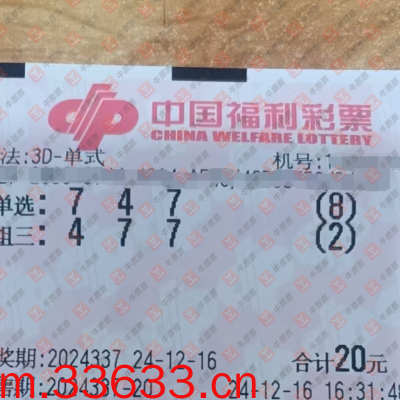 中国福利彩票
CHINA WELFARE LOTTERY
法:3D-单式 机号:1
单选: 7 4 7 (8)
组三: 4 7 7 (2)
奖期:2024337 24-12-16 合计20元
m.33633.cn
24-12-16 16:31:48